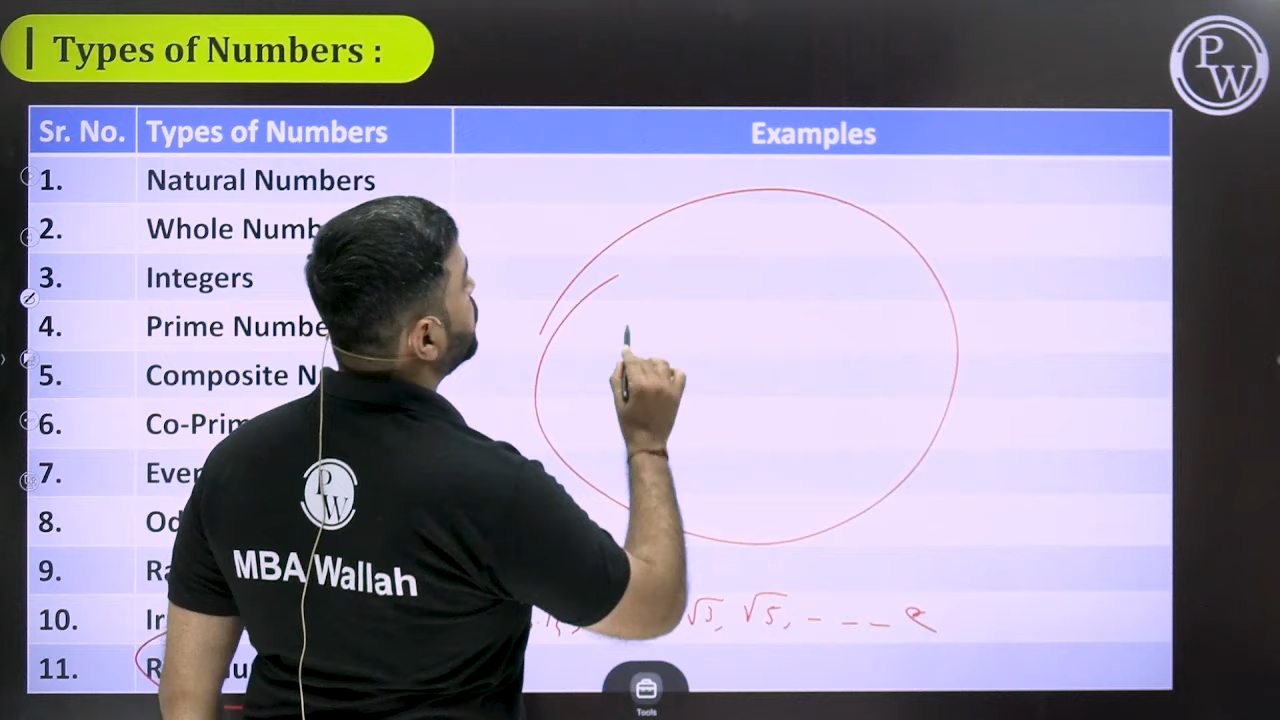 Types of Numbers :
PW
Sr. No. Types of Numbers Examples
1. Natural Numbers
2. Whole Numb
3. Integers
4. Prime Numbe
5. Composite N
6. Co-Prim
7. Even
8. Od
9. Ra
10. Ir √3, √5, - - - e
11. R
PW
MBA Wallah
Tools